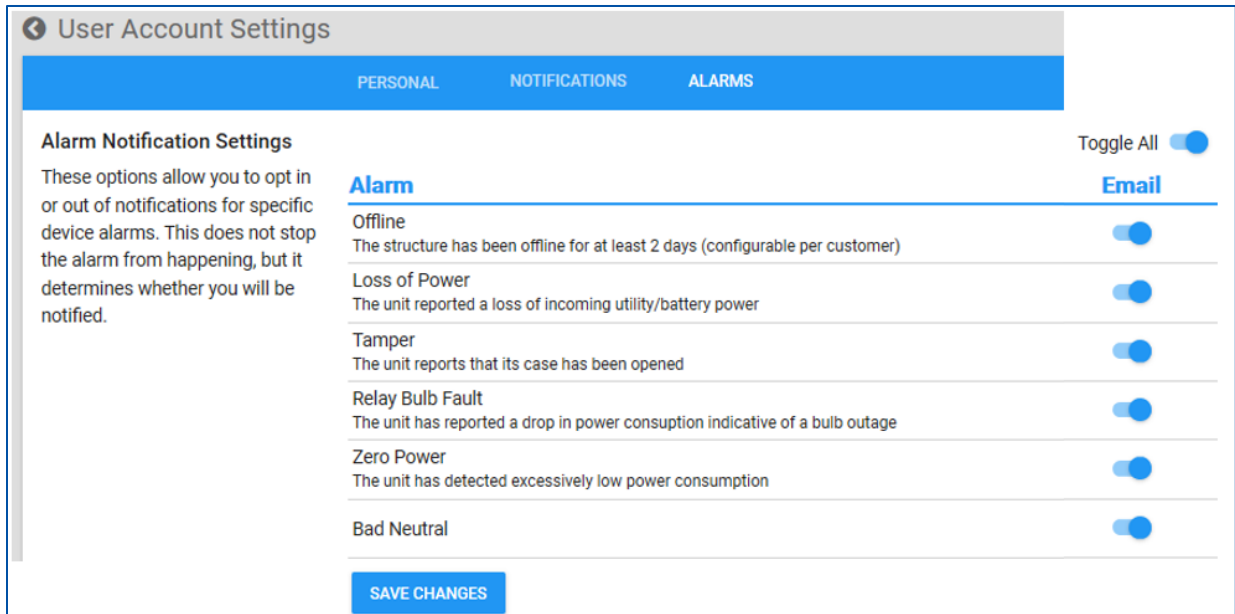 User Account Settings
PERSONAL NOTIFICATIONS ALARMS
Alarm Notification Settings
These options allow you to opt in
or out of notifications for specific
device alarms. This does not stop
the alarm from happening, but it
determines whether you will be
notified.
Toggle All
Alarm Email
Offline
The structure has been offline for at least 2 days (configurable per customer)
Loss of Power
The unit reported a loss of incoming utility/battery power
Tamper
The unit reports that its case has been opened
Relay Bulb Fault
The unit has reported a drop in power consuption indicative of a bulb outage
Zero Power
The unit has detected excessively low power consumption
Bad Neutral
SAVE CHANGES